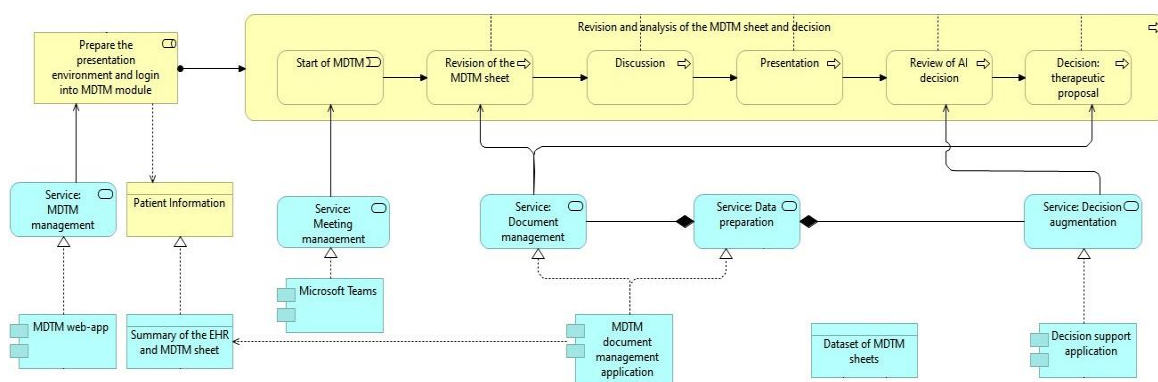 Revision and analysis of the MDTM sheet and decision
Prepare the
presentation
environment and login
into MDTM module
Start of MDTM
Revision of the
MDTM sheet
Discussion
Presentation
Review of AI
decision
Decision:
therapeutic
proposal
Service:
MDTM
management
Patient Information
Service:
Meeting
management
Service:
Document
management
Service: Data
preparation
Service: Decision
augmentation
Microsoft Teams
MDTM web-app
Summary of the EHR
and MDTM sheet
MDTM
document
management
application
Dataset of MDTM
sheets
Decision support
application